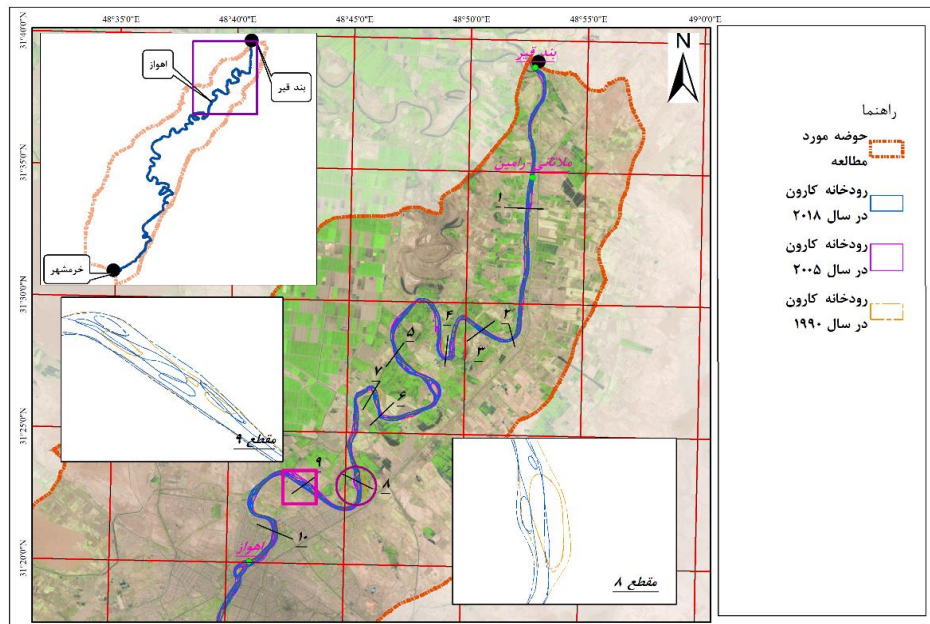 48°35'0"E
48°40'0"E
48°45'0"E
48°50'0"E
48°55'0"E
49°0'0"E
31°40'0"N
31°35'0"N
31°30'0"N
31°25'0"N
31°20'0"N
N
اهواز
بند قیر
خرمشهر
بند قیر
ملاثانی-رامین
۱
۲
۳
۴
۵
۶
۷
۸
۹
۱۰
اهواز
مقطع ۹
مقطع ۸
راهنما
حوضه مورد
مطالعه
رودخانه کارون
در سال ۲۰۱۸
رودخانه کارون
در سال ۲۰۰۵
رودخانه کارون
در سال ۱۹۹۰